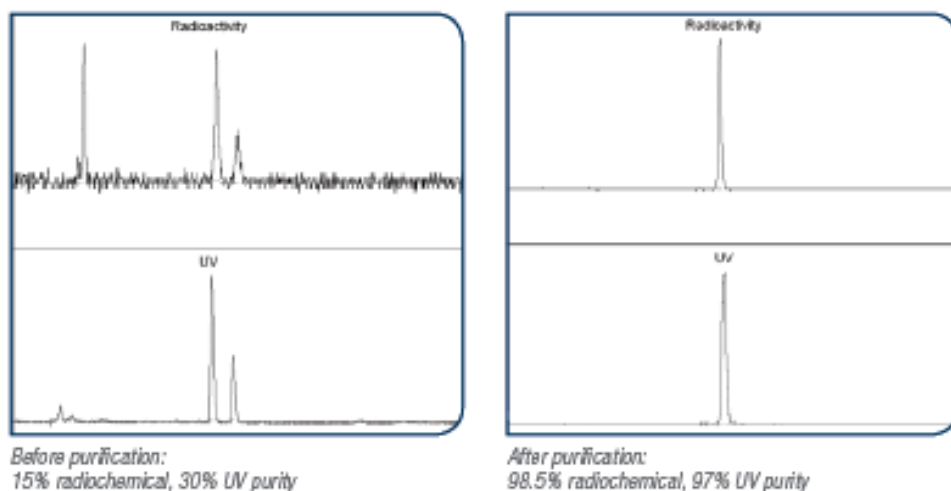 Radioactivity
UV
Before purification:
15% radiochemical, 30% UV purity
Radioactivity
UV
After purification:
98.5% radiochemical, 97% UV purity